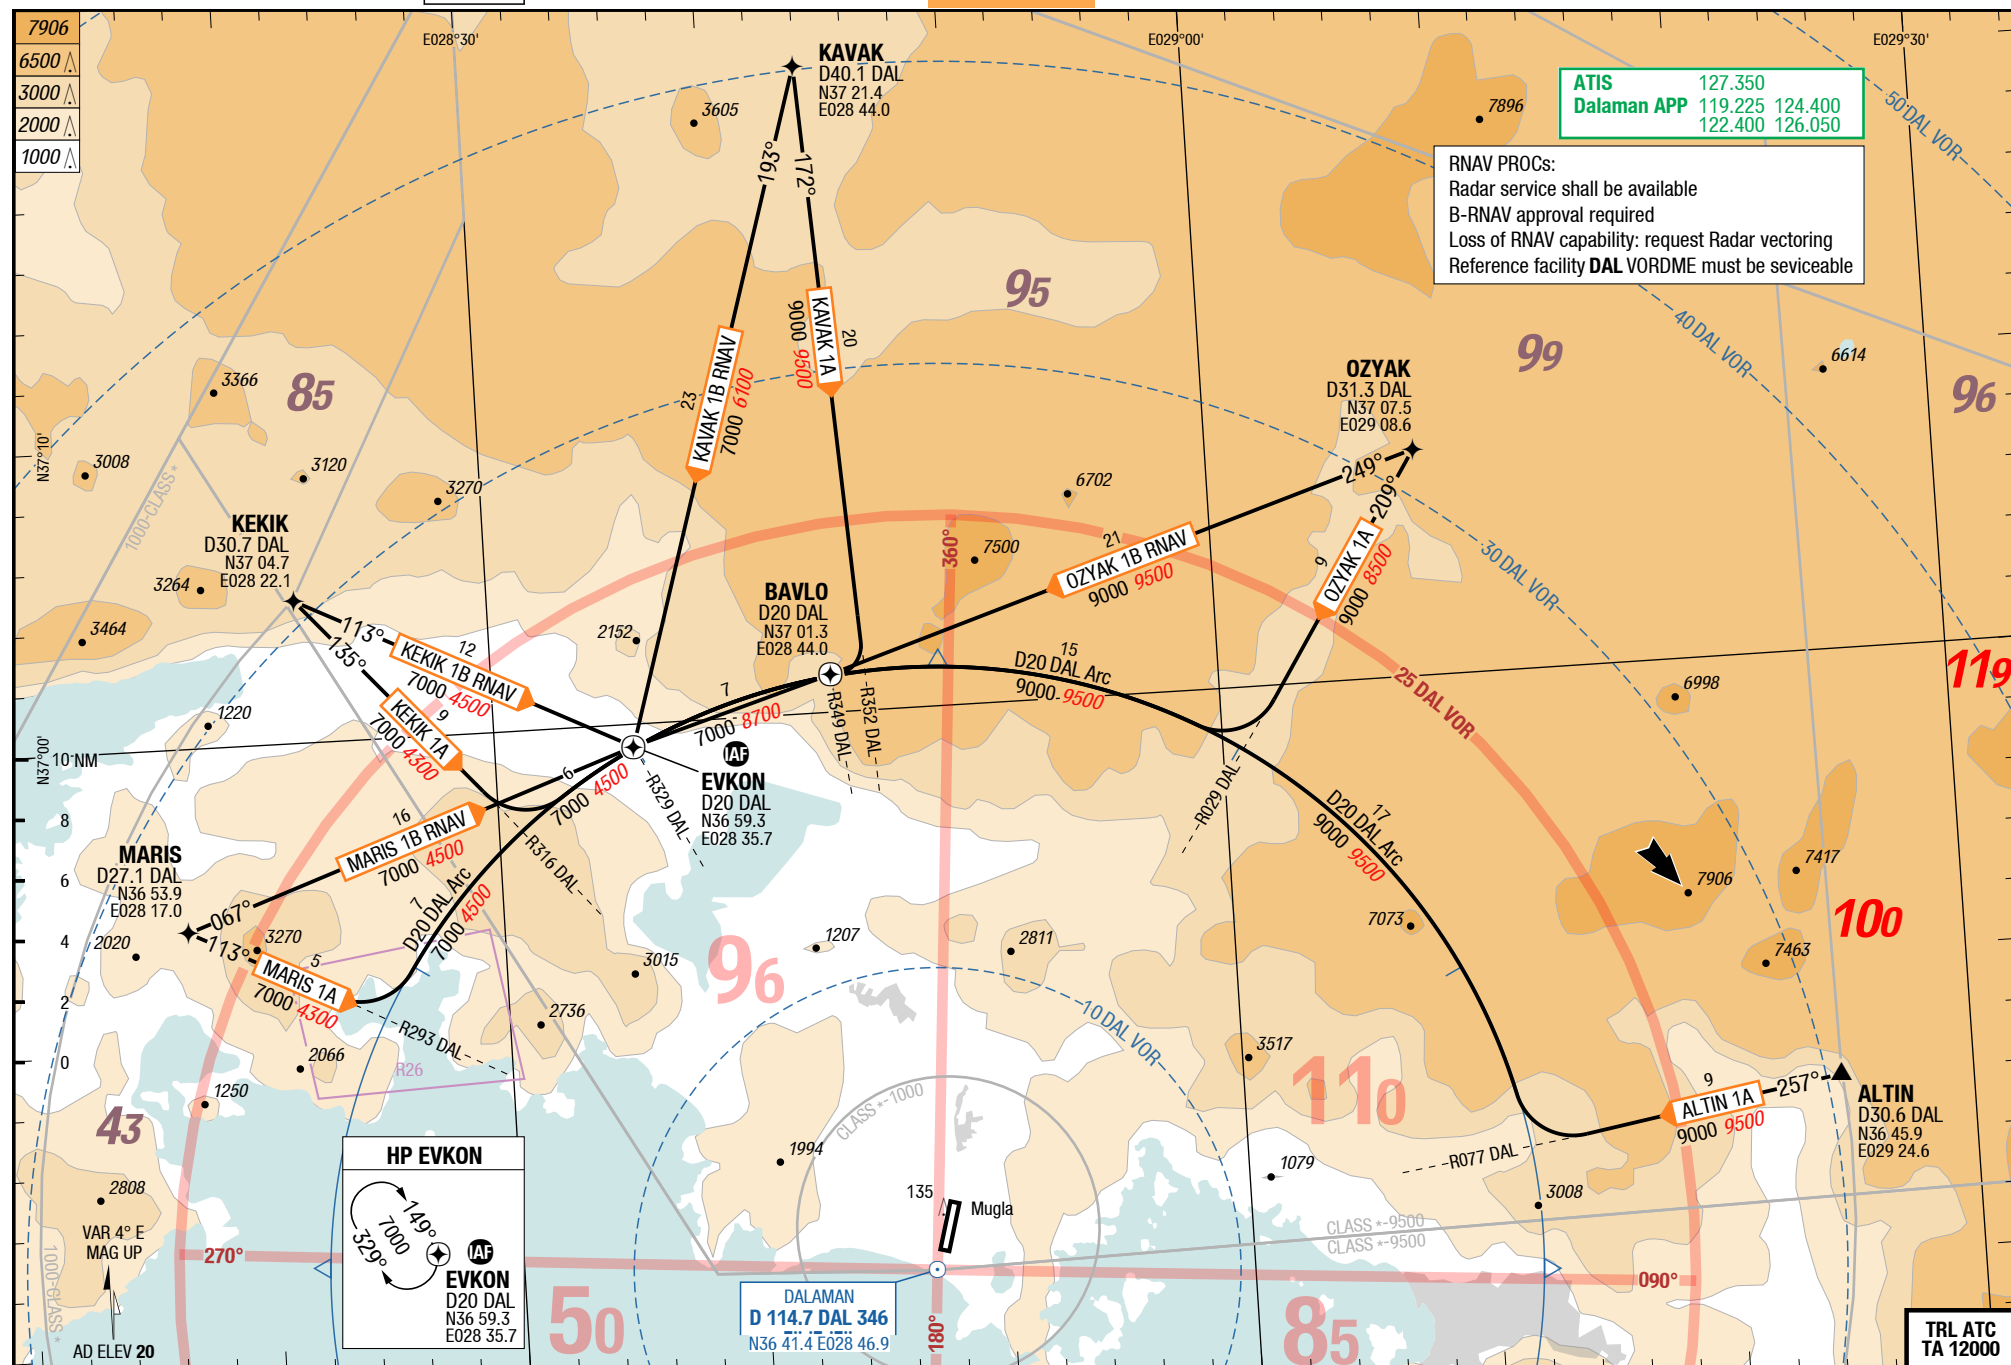 7906
6500
3000
2000
1000
E028°30'
E029°00'
E029°30'
KAVAK
D40.1 DAL
N37 21.4
E028 44.0
ATIS 127.350
Dalaman APP 119.225 124.400
122.400 126.050
RNAV PROCs:
Radar service shall be available
B-RNAV approval required
Loss of RNAV capability: request Radar vectoring
Reference facility DAL VORDME must be seviceable
50 DAL VOR
40 DAL VOR
30 DAL VOR
25 DAL VOR
10 DAL VOR
3605
7896
193°
172°
95
99
96
85
6614
KAVAK 1B RNAV
23
7000 6100
KAVAK 1A
20
9000 9500
OZYAK
D31.3 DAL
N37 07.5
E029 08.6
249°
209°
3366
3008
3120
3270
N37°10'
1000-CLASS *
6702
7500
360°
KEKIK
D30.7 DAL
N37 04.7
E028 22.1
3264
3464
113°
135°
KEKIK 1B RNAV
12
7000 4500
KEKIK 1A
9
7000 4300
2152
BAVLO
D20 DAL
N37 01.3
E028 44.0
OZYAK 1B RNAV
21
9000 9500
OZYAK 1A
9
9000 8500
15
D20 DAL Arc
9000 9500
7
7000 8700
R349 DAL
R352 DAL
119
6998
1220
N37°00'
10 NM
8
6
4
2
0
IAF
EVKON
D20 DAL
N36 59.3
E028 35.7
R329 DAL
R316 DAL
R029 DAL
6
7000 4500
MARIS 1B RNAV
16
7000 4500
MARIS
D27.1 DAL
N36 53.9
E028 17.0
067°
113°
2020
3270
MARIS 1A
5
7000 4300
7
D20 DAL Arc
7000 4500
R293 DAL
17
D20 DAL Arc
9000 9500
7906
7417
7073
7463
100
1207
2811
3015
96
2736
2066
R26
1250
43
3517
110
CLASS *-1000
ALTIN 1A
9
9000 9500
257°
ALTIN
D30.6 DAL
N36 45.9
E029 24.6
R077 DAL
1994
1079
3008
2808
HP EVKON
149°
7000
329°
IAF
EVKON
D20 DAL
N36 59.3
E028 35.7
135
Mugla
CLASS *-9500
CLASS *-9500
VAR 4° E
MAG UP
1000-CLASS *
270°
090°
180°
AD ELEV 20
50
DALAMAN
D 114.7 DAL 346
N36 41.4 E028 46.9
85
TRL ATC
TA 12000